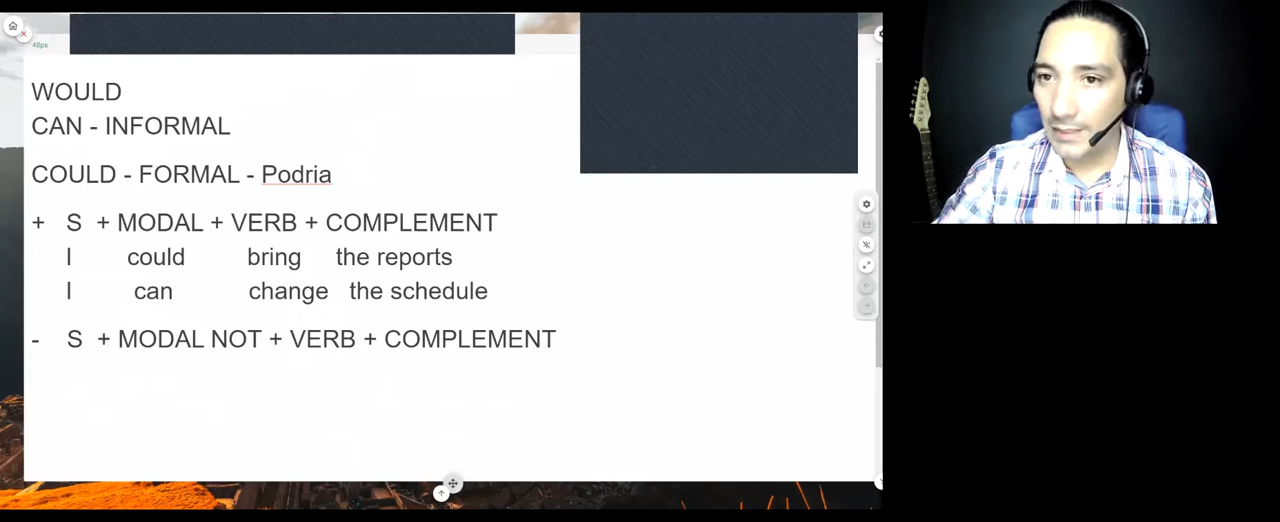 48px
WOULD
CAN - INFORMAL
COULD - FORMAL - Podria
+ S + MODAL + VERB + COMPLEMENT
I could bring the reports
I can change the schedule
- S + MODAL NOT + VERB + COMPLEMENT